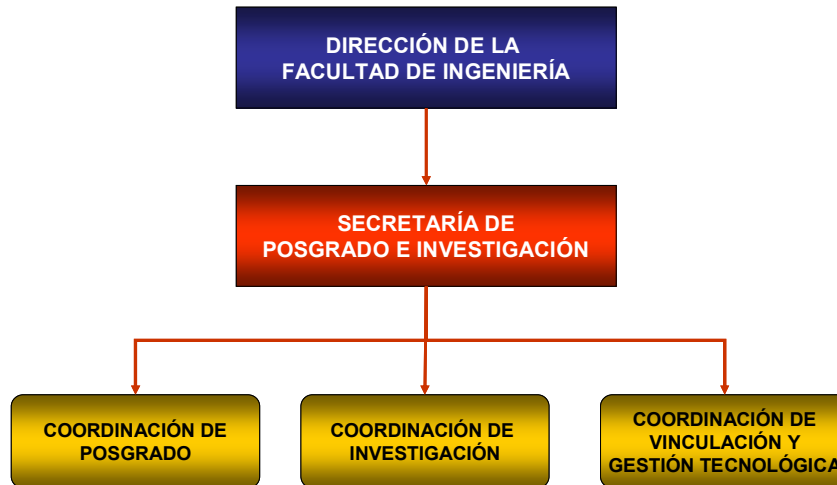 DIRECCIÓN DE LA
FACULTAD DE INGENIERÍA
SECRETARÍA DE
POSGRADO E INVESTIGACIÓN
COORDINACIÓN DE
POSGRADO
COORDINACIÓN DE
INVESTIGACIÓN
COORDINACIÓN DE
VINCULACIÓN Y
GESTIÓN TECNOLÓGICA